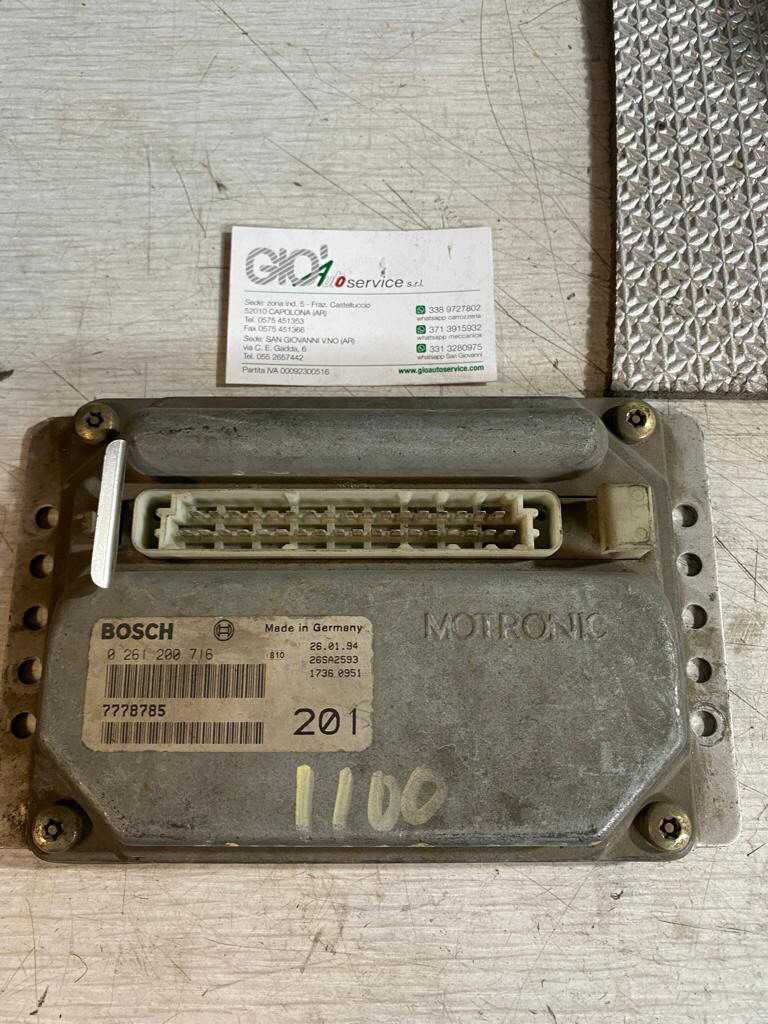 GIO' Auto service s.r.l.
Sede: zona ind. 5 - Fraz. Castelluccio
52010 CAPOLONA (AR)
Tel. 0575 451353
Fax 0575 451366
Sede: SAN GIOVANNI V.NO (AR)
via C. E. Gadda, 6
Tel. 055 2657442
Partita IVA 00092300516
338 9727802
whatsapp carrozzeria
371 3915932
whatsapp meccanica
331 3280975
whatsapp San Giovanni
www.gioautoservice.com
MOTRONIC
BOSCH Made in Germany
0 261 200 716 B10 26.01.94
26SA2593
1736 0951
7778785
201
1100